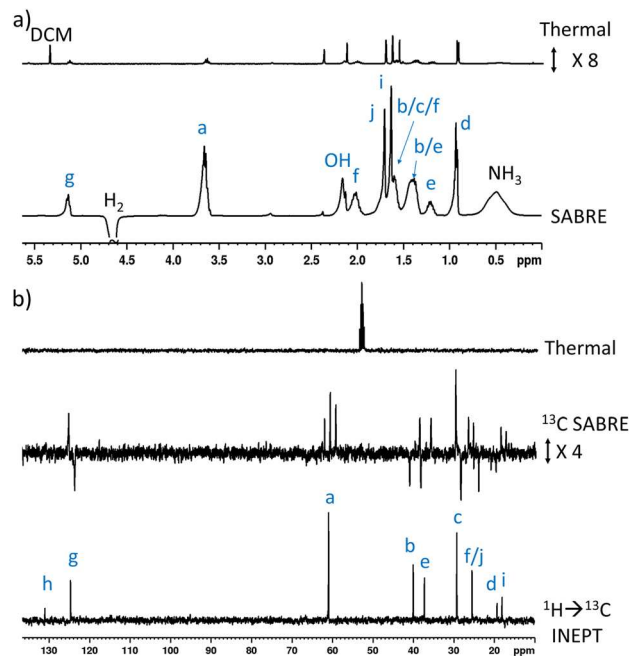 a)
DCM
Thermal
X 8
i
j
b/c/f
a
b/e
d
OH
g
f
e
NH3
H2
SABRE
5.5 5.0 4.5 4.0 3.5 3.0 2.5 2.0 1.5 1.0 0.5 ppm
b)
Thermal
13C SABRE
X 4
a
c
g
b
f/j
h
e
d i
1H→13C
INEPT
130 120 110 100 90 80 70 60 50 40 30 20 ppm